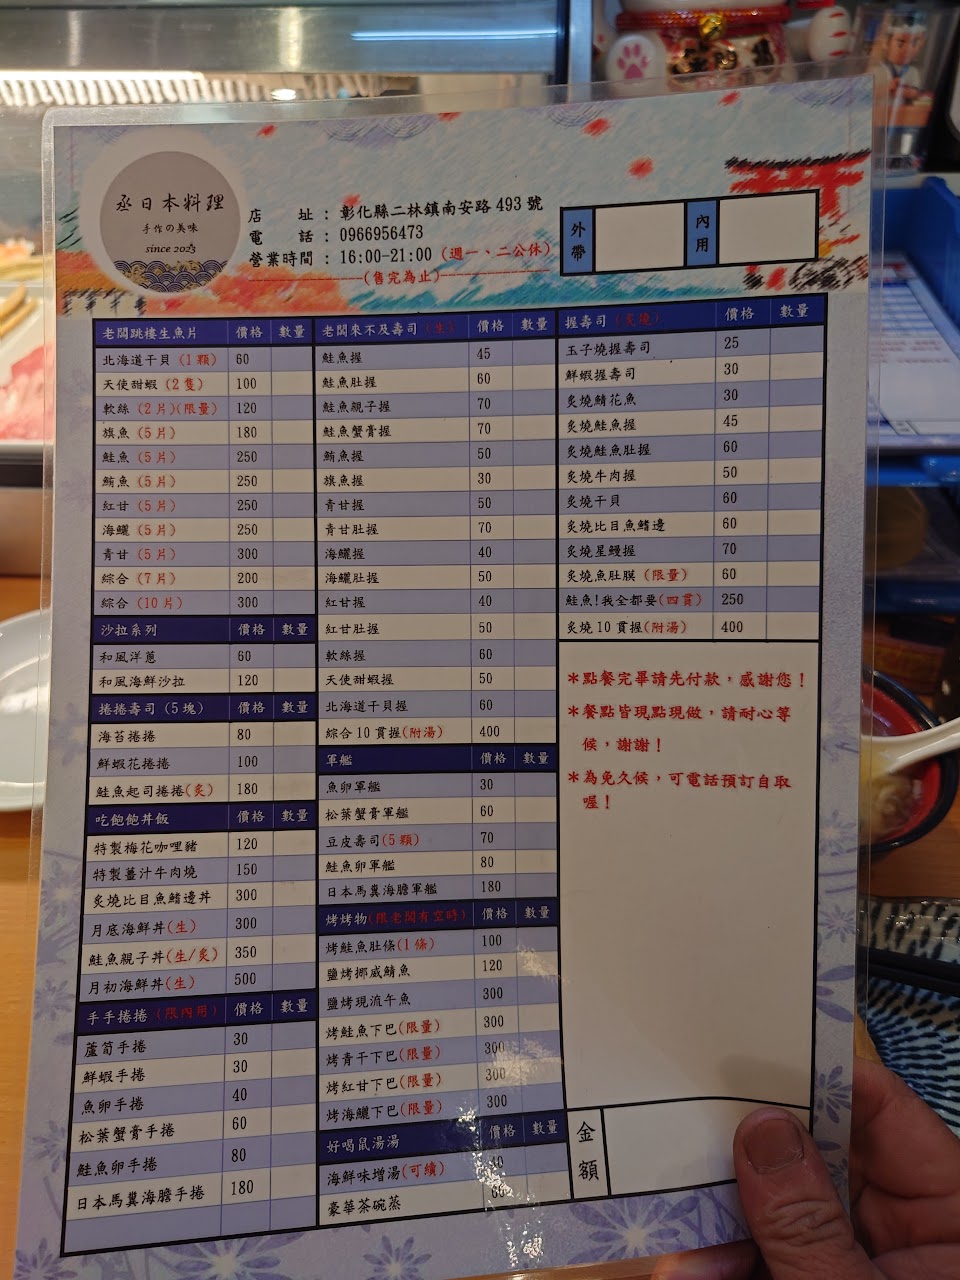 丞日本料理
手作の美味
since 2023
店 址：彰化縣二林鎮南安路 493 號
電 話：0966956473
營業時間：16:00-21:00 (週一、二公休)
(售完為止)
外帶
內用
老闆跳樓生魚片 價格 數量
北海道干貝 (1 顆) 60
天使甜蝦 (2 隻) 100
軟絲 (2 片)(限量) 120
旗魚 (5 片) 180
鮭魚 (5 片) 250
鮪魚 (5 片) 250
紅甘 (5 片) 250
海鱺 (5 片) 250
青甘 (5 片) 300
綜合 (7 片) 200
綜合 (10 片) 300
沙拉系列 價格 數量
和風洋蔥 60
和風海鮮沙拉 120
捲捲壽司 (5 塊) 價格 數量
海苔捲捲 80
鮮蝦花捲捲 100
鮭魚起司捲捲(炙) 180
吃飽飽丼飯 價格 數量
特製梅花咖哩豬 120
特製薑汁牛肉燒 150
炙燒比目魚鰭邊丼 300
月底海鮮丼(生) 300
鮭魚親子丼(生/炙) 350
月初海鮮丼(生) 500
手手捲捲 (限內用) 價格 數量
蘆筍手捲 30
鮮蝦手捲 30
魚卵手捲 40
松葉蟹膏手捲 60
鮭魚卵手捲 80
日本馬糞海膽手捲 180
老闆來不及壽司 (生) 價格 數量
鮭魚握 45
鮭魚肚握 60
鮭魚親子握 70
鮭魚蟹膏握 70
鮪魚握 50
旗魚握 30
青甘握 50
青甘肚握 70
海鱺握 40
海鱺肚握 50
紅甘握 40
紅甘肚握 50
軟絲握 60
天使甜蝦握 50
北海道干貝握 60
綜合 10 貫握(附湯) 400
軍艦 價格 數量
魚卵軍艦 30
松葉蟹膏軍艦 60
豆皮壽司(5 顆) 70
鮭魚卵軍艦 80
日本馬糞海膽軍艦 180
烤烤物(限老闆有空時) 價格 數量
烤鮭魚肚條(1 條) 100
鹽烤挪威鯖魚 120
鹽烤現流午魚 300
烤鮭魚下巴(限量) 300
烤青干下巴(限量) 300
烤紅甘下巴(限量) 300
烤海鱺下巴(限量) 300
好喝鼠湯湯 價格 數量
海鮮味增湯(可續) 40
豪華茶碗蒸 60
握壽司 (炙燒) 價格 數量
玉子燒握壽司 25
鮮蝦握壽司 30
炙燒鯖花魚 30
炙燒鮭魚握 45
炙燒鮭魚肚握 60
炙燒牛肉握 50
炙燒干貝 60
炙燒比目魚鰭邊 60
炙燒星鰻握 70
炙燒魚肚膜 (限量) 60
鮭魚!我全都要(四貫) 250
炙燒 10 貫握(附湯) 400
＊點餐完畢請先付款，感謝您！
＊餐點皆現點現做，請耐心等
候，謝謝！
＊為免久候，可電話預訂自取
喔！
金額